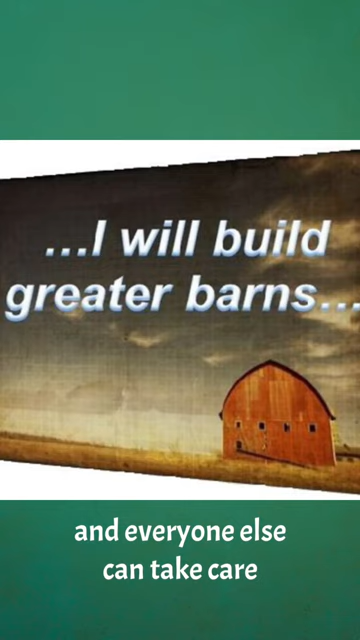 ...I will build
greater barns...
and everyone else
can take care